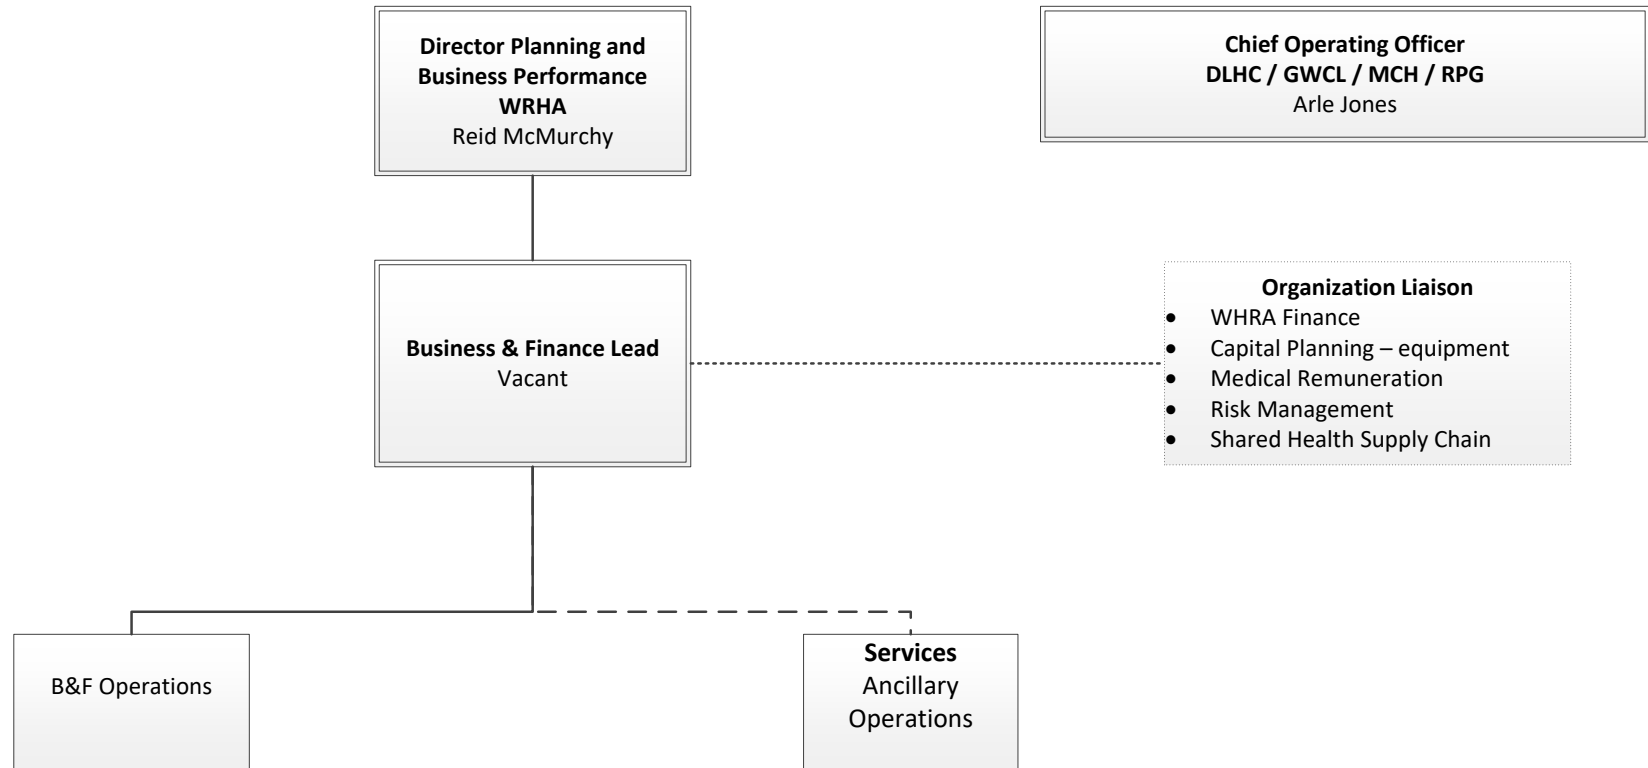 Director Planning and
Business Performance
WRHA
Reid McMurchy
Chief Operating Officer
DLHC / GWCL / MCH / RPG
Arle Jones
Business & Finance Lead
Vacant
Organization Liaison
• WHRA Finance
• Capital Planning – equipment
• Medical Remuneration
• Risk Management
• Shared Health Supply Chain
B&F Operations
Services
Ancillary
Operations